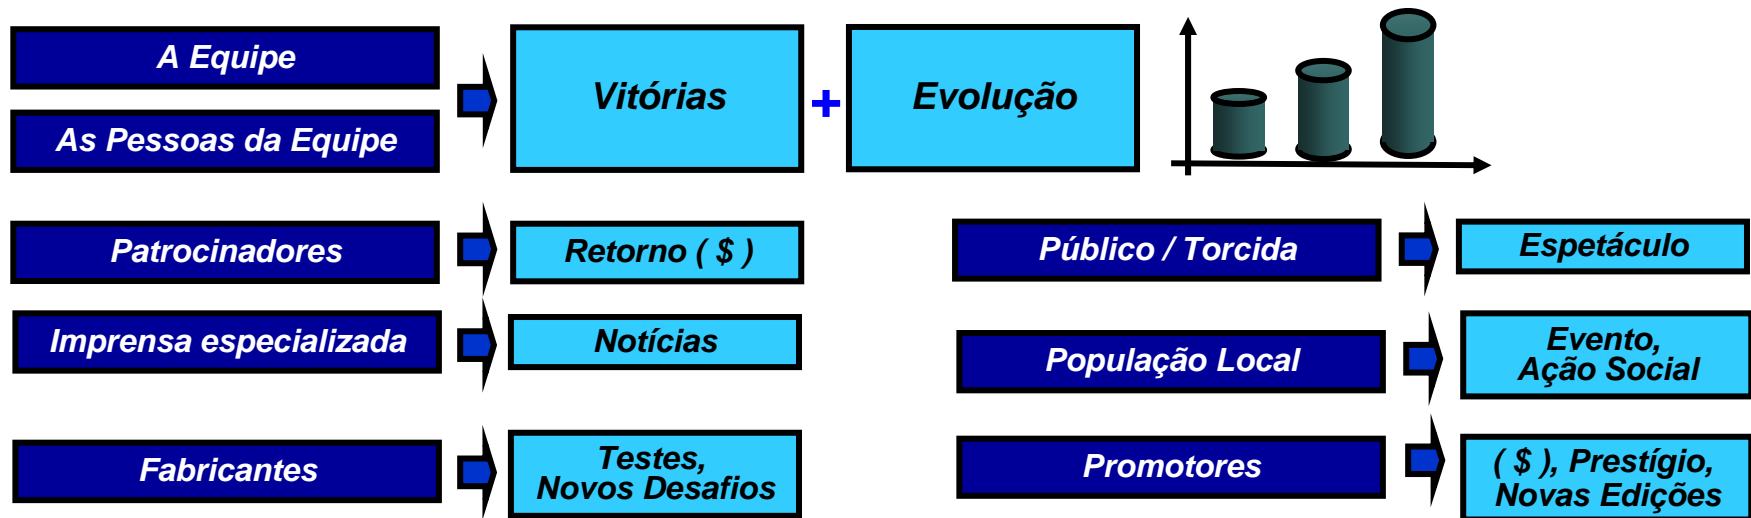 A Equipe
As Pessoas da Equipe
Vitórias
+
Evolução
Patrocinadores
Retorno ( $ )
Imprensa especializada
Notícias
Fabricantes
Testes,
Novos Desafios
Público / Torcida
Espetáculo
População Local
Evento,
Ação Social
Promotores
( $ ), Prestígio,
Novas Edições